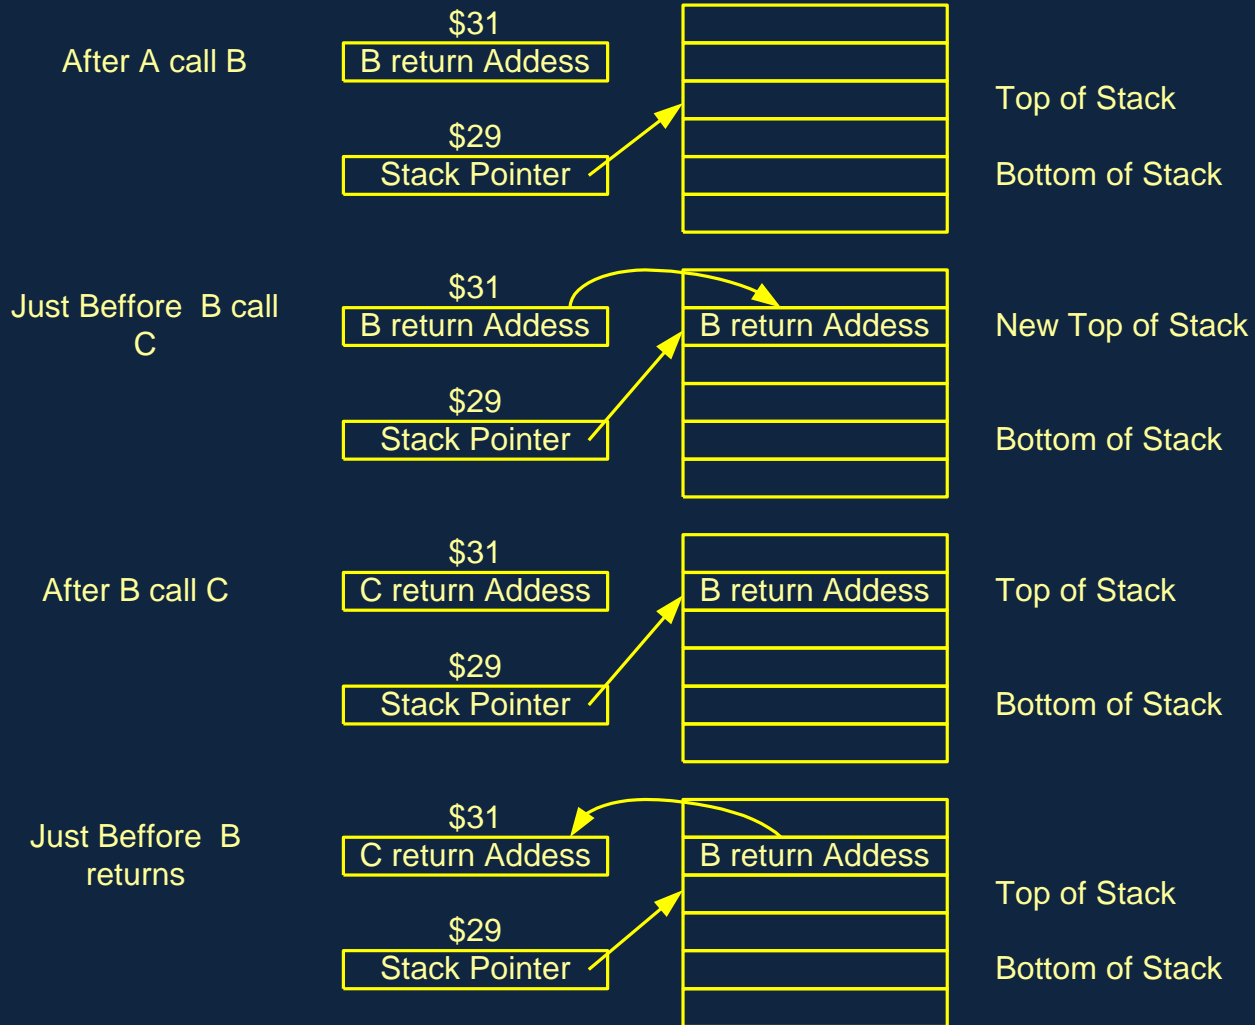 $31
After A call B
B return Addess
Top of Stack
$29
Stack Pointer
Bottom of Stack
$31
Just Beffore  B call
C
B return Addess
B return Addess
New Top of Stack
$29
Stack Pointer
Bottom of Stack
$31
After B call C
C return Addess
B return Addess
Top of Stack
$29
Stack Pointer
Bottom of Stack
$31
Just Beffore  B
returns
C return Addess
B return Addess
Top of Stack
$29
Stack Pointer
Bottom of Stack